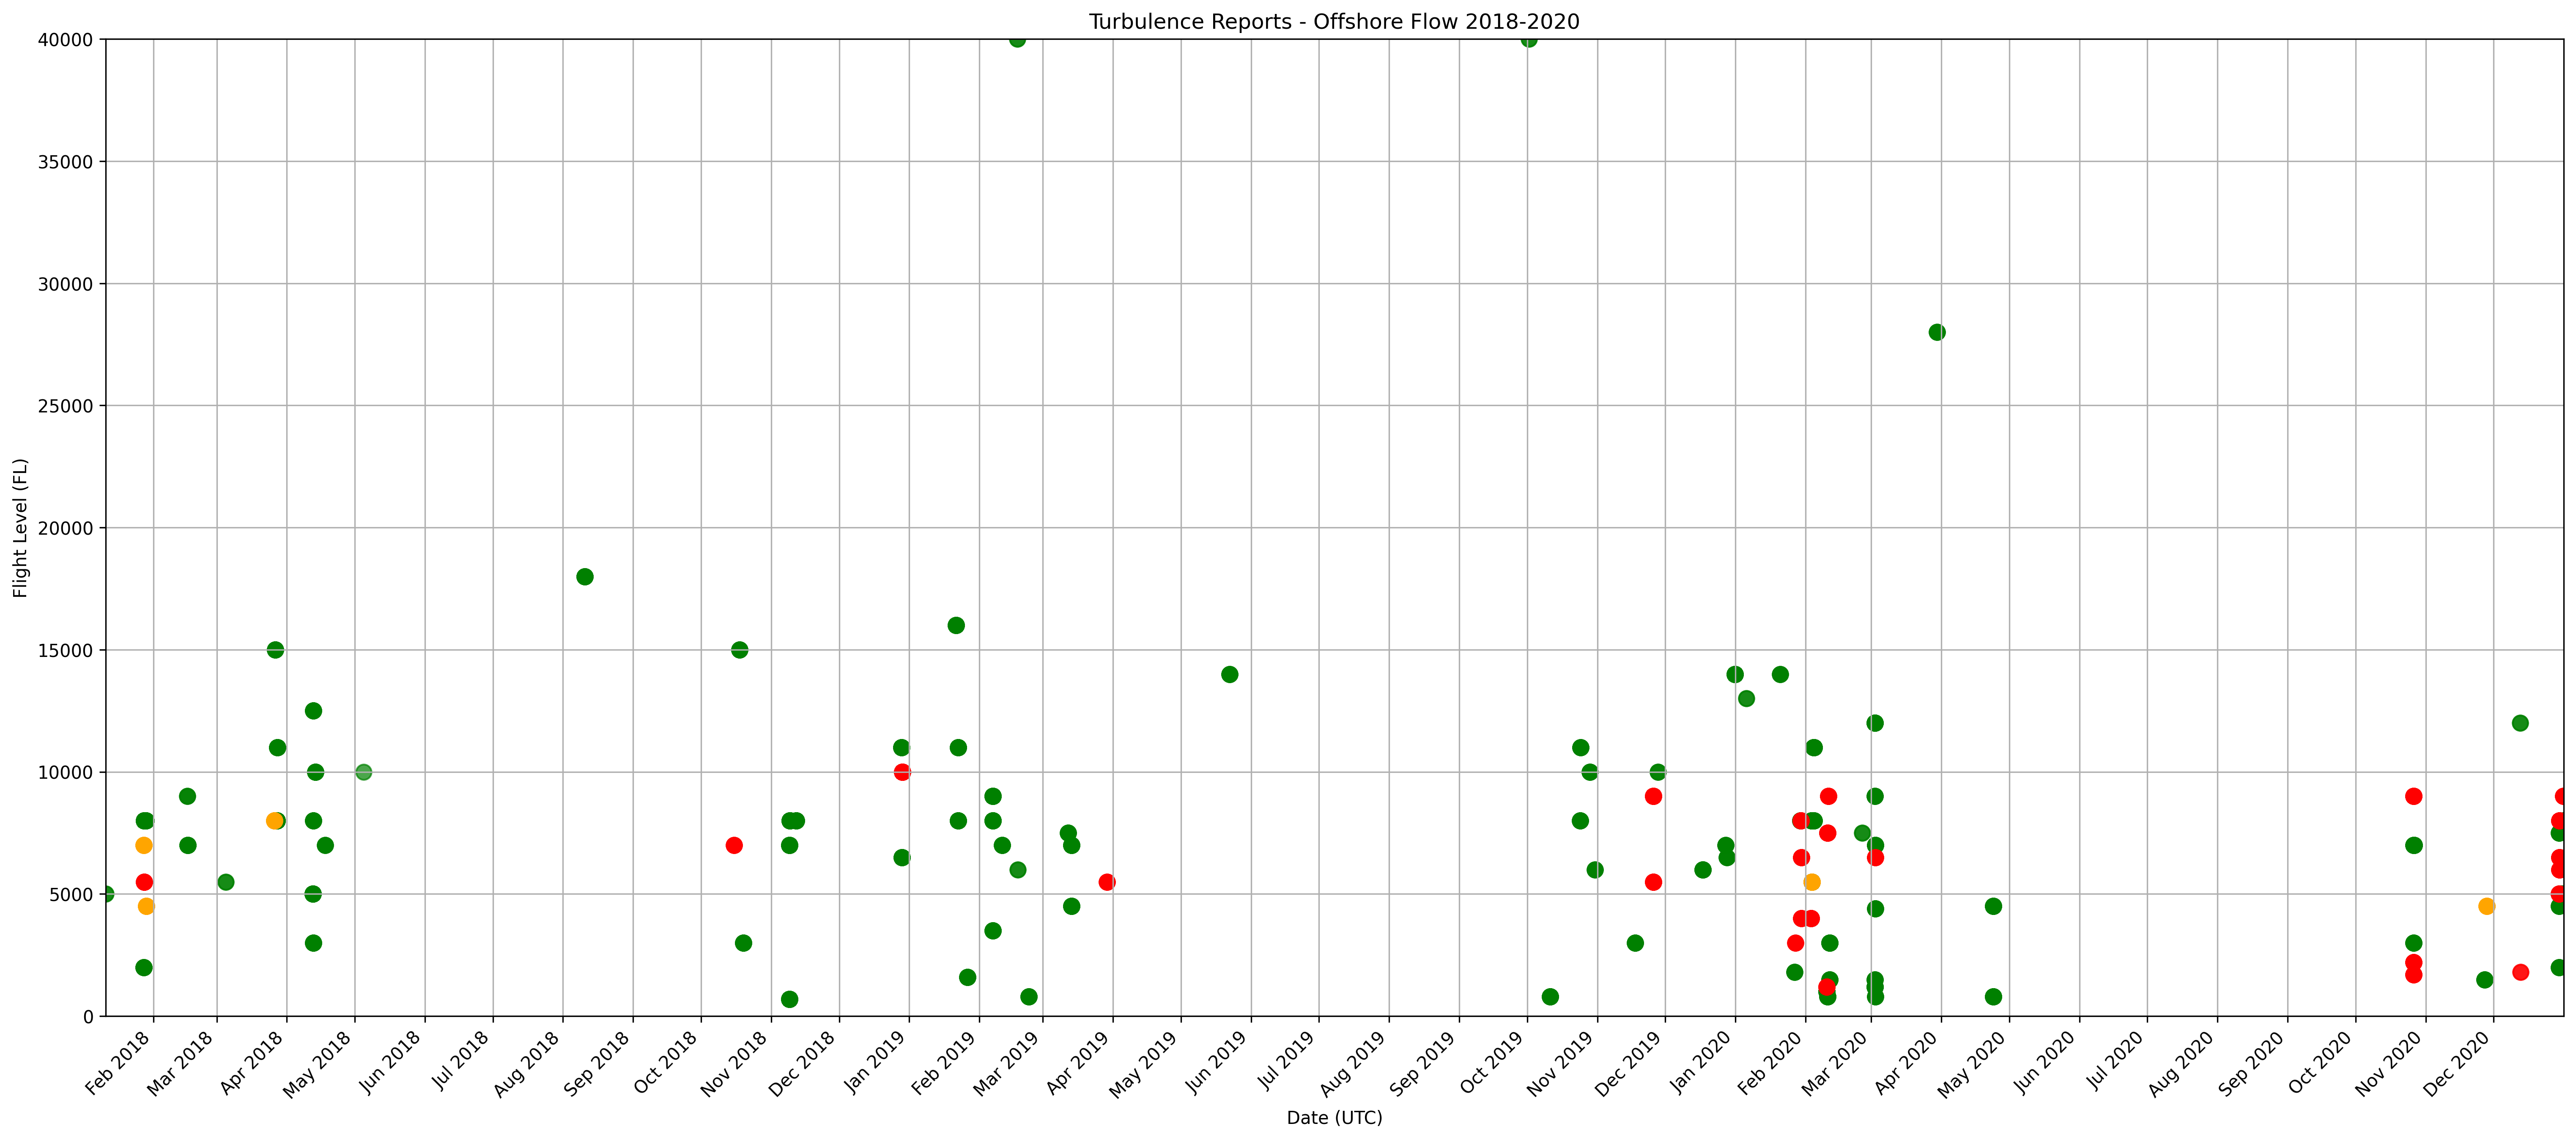 Turbulence Reports - Offshore Flow 2018-2020
40000
35000
30000
25000
20000
15000
10000
5000
0
Flight Level (FL)
Feb 2018
Mar 2018
Apr 2018
May 2018
Jun 2018
Jul 2018
Aug 2018
Sep 2018
Oct 2018
Nov 2018
Dec 2018
Jan 2019
Feb 2019
Mar 2019
Apr 2019
May 2019
Jun 2019
Jul 2019
Aug 2019
Sep 2019
Oct 2019
Nov 2019
Dec 2019
Jan 2020
Feb 2020
Mar 2020
Apr 2020
May 2020
Jun 2020
Jul 2020
Aug 2020
Sep 2020
Oct 2020
Nov 2020
Dec 2020
Date (UTC)